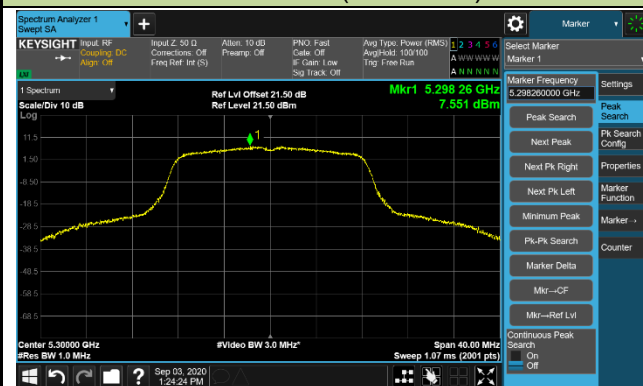 Spectrum Analyzer 1
Swept SA
+
Marker
KEYSIGHT Input: RF
Coupling: DC
Align: Off
Input Z: 50 Ω
Corrections: Off
Freq Ref: Int (S)
Atten: 10 dB
Preamp: Off
PNO: Fast
Gate: Off
IF Gain: Low
Sig Track: Off
Avg Type: Power (RMS)
Avg|Hold: 100/100
Trig: Free Run
1 2 3 4 5 6
A W W W W W
A N N N N N
Select Marker
Marker 1
1 Spectrum
Scale/Div 10 dB
Log
Ref Lvl Offset 21.50 dB
Ref Level 21.50 dBm
Mkr1 5.298 26 GHz
7.551 dBm
11.5
1.50
-8.50
-18.5
-28.5
-38.5
-48.5
-58.5
-68.5
1
Center 5.30000 GHz
#Res BW 1.0 MHz
#Video BW 3.0 MHz*
Span 40.00 MHz
Sweep 1.07 ms (2001 pts)
Marker Frequency
5.298260000 GHz
Peak Search
Next Peak
Next Pk Right
Next Pk Left
Minimum Peak
Pk-Pk Search
Marker Delta
Mkr→CF
Mkr→Ref Lvl
Continuous Peak
Search
On
Off
Settings
Peak
Search
Pk Search
Config
Properties
Marker
Function
Marker→
Counter
?
Sep 03, 2020
1:24:24 PM